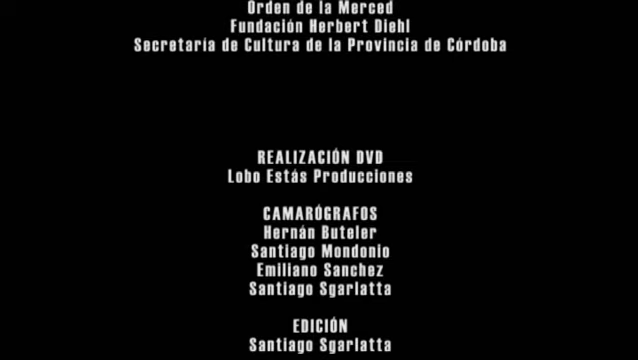 Orden de la Merced
Fundación Herbert Diehl
Secretaría de Cultura de la Provincia de Córdoba
REALIZACIÓN DVD
Lobo Estás Producciones
CAMARÓGRAFOS
Hernán Buteler
Santiago Mondonio
Emiliano Sanchez
Santiago Sgarlatta
EDICIÓN
Santiago Sgarlatta